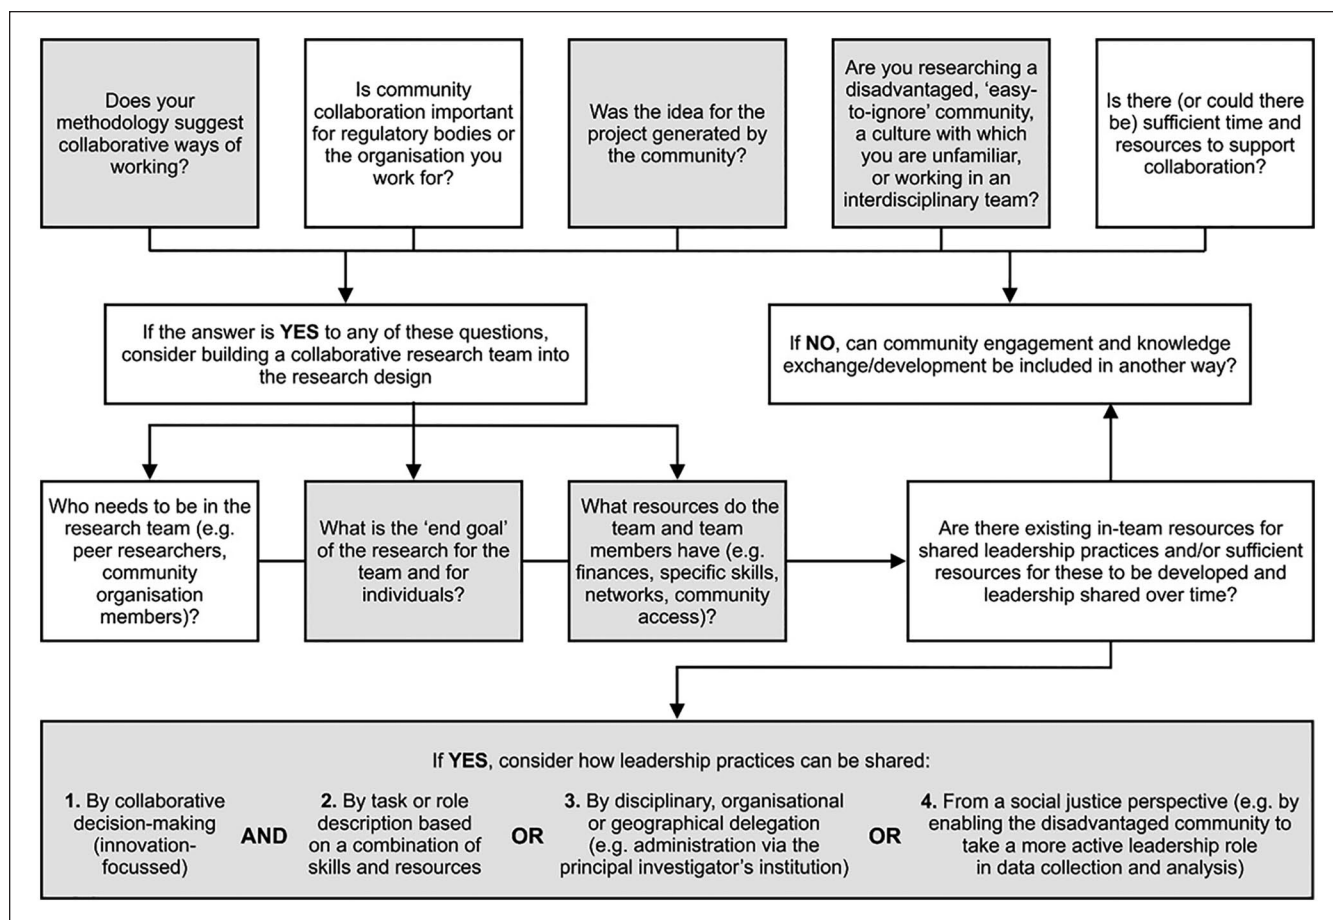 Does your
methodology suggest
collaborative ways of
working?
Is community
collaboration important
for regulatory bodies or
the organisation you
work for?
Was the idea for the
project generated by
the community?
Are you researching a
disadvantaged, ‘easy-
to-ignore’ community,
a culture with which
you are unfamiliar,
or working in an
interdisciplinary team?
Is there (or could there
be) sufficient time and
resources to support
collaboration?
If the answer is YES to any of these questions,
consider building a collaborative research team into
the research design
If NO, can community engagement and knowledge
exchange/development be included in another way?
Who needs to be in the
research team (e.g.
peer researchers,
community
organisation
members)?
What is the ‘end goal’
of the research for the
team and for
individuals?
What resources do the
team and team
members have (e.g.
finances, specific skills,
networks, community
access)?
Are there existing in-team resources for
shared leadership practices and/or sufficient
resources for these to be developed and
leadership shared over time?
If YES, consider how leadership practices can be shared:
1. By collaborative
decision-making
(innovation-
focussed)
AND
2. By task or role
description based
on a combination of
skills and resources
OR
3. By disciplinary, organisational
or geographical delegation
(e.g. administration via the
principal investigator’s institution)
OR
4. From a social justice perspective (e.g. by
enabling the disadvantaged community to
take a more active leadership role
in data collection and analysis)